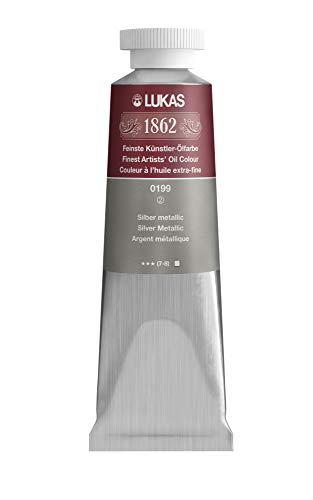 LUKAS
1862
Feinste Künstler-Ölfarbe
Finest Artists' Oil Colour
Couleur à l'huile extra-fine
0199
②
Silber metallic
Silver Metallic
Argent métallique
★★★ (7-8)